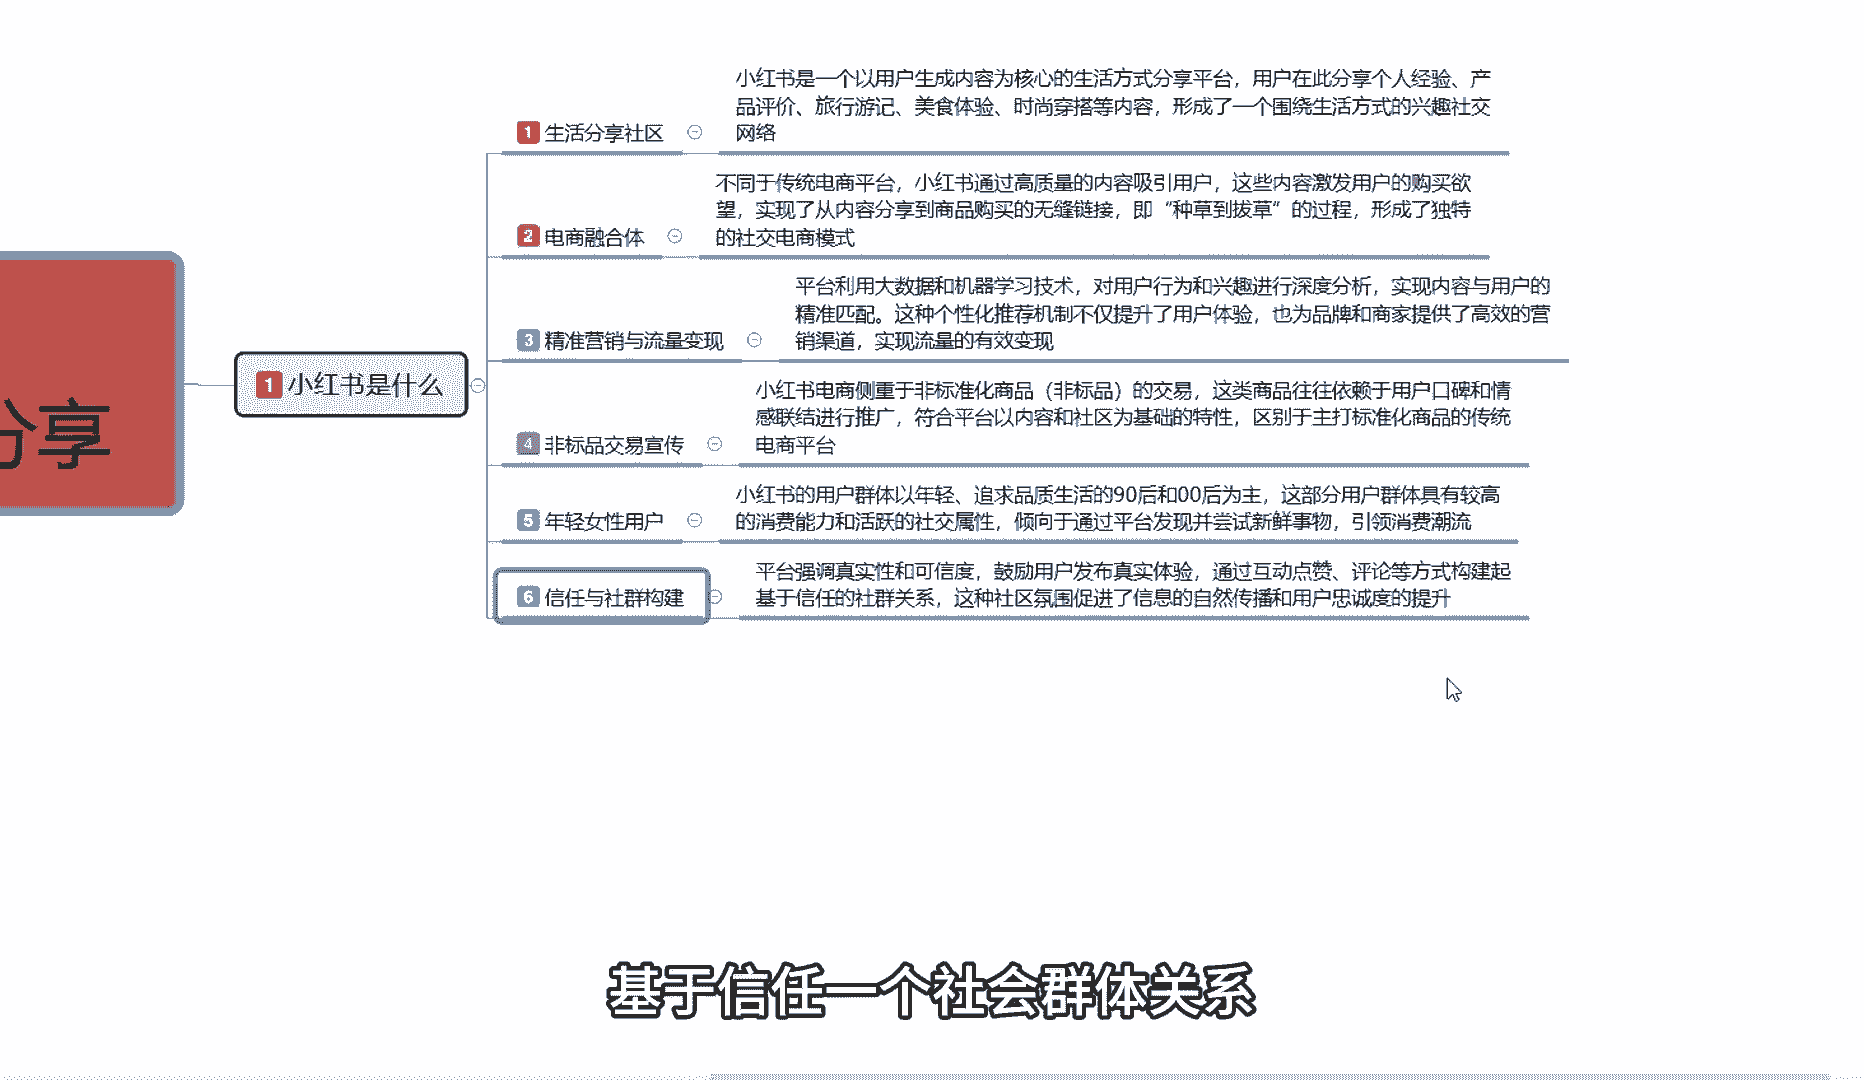 分享
1 小红书是什么
1 生活分享社区
小红书是一个以用户生成内容为核心的生活方式分享平台，用户在此分享个人经验、产
品评价、旅行游记、美食体验、时尚穿搭等内容，形成了一个围绕生活方式的兴趣社交
网络
2 电商融合体
不同于传统电商平台，小红书通过高质量的内容吸引用户，这些内容激发用户的购买欲
望，实现了从内容分享到商品购买的无缝链接，即“种草到拔草”的过程，形成了独特
的社交电商模式
3 精准营销与流量变现
平台利用大数据和机器学习技术，对用户行为和兴趣进行深度分析，实现内容与用户的
精准匹配。这种个性化推荐机制不仅提升了用户体验，也为品牌和商家提供了高效的营
销渠道，实现流量的有效变现
4 非标品交易宣传
小红书电商侧重于非标准化商品（非标品）的交易，这类商品往往依赖于用户口碑和情
感联结进行推广，符合平台以内容和社区为基础的特性，区别于主打标准化商品的传统
电商平台
5 年轻女性用户
小红书的用户群体以年轻、追求品质生活的90后和00后为主，这部分用户群体具有较高
的消费能力和活跃的社交属性，倾向于通过平台发现并尝试新鲜事物，引领消费潮流
6 信任与社群构建
平台强调真实性和可信度，鼓励用户发布真实体验，通过互动点赞、评论等方式构建起
基于信任的社群关系，这种社区氛围促进了信息的自然传播和用户忠诚度的提升
基于信任一个社会群体关系